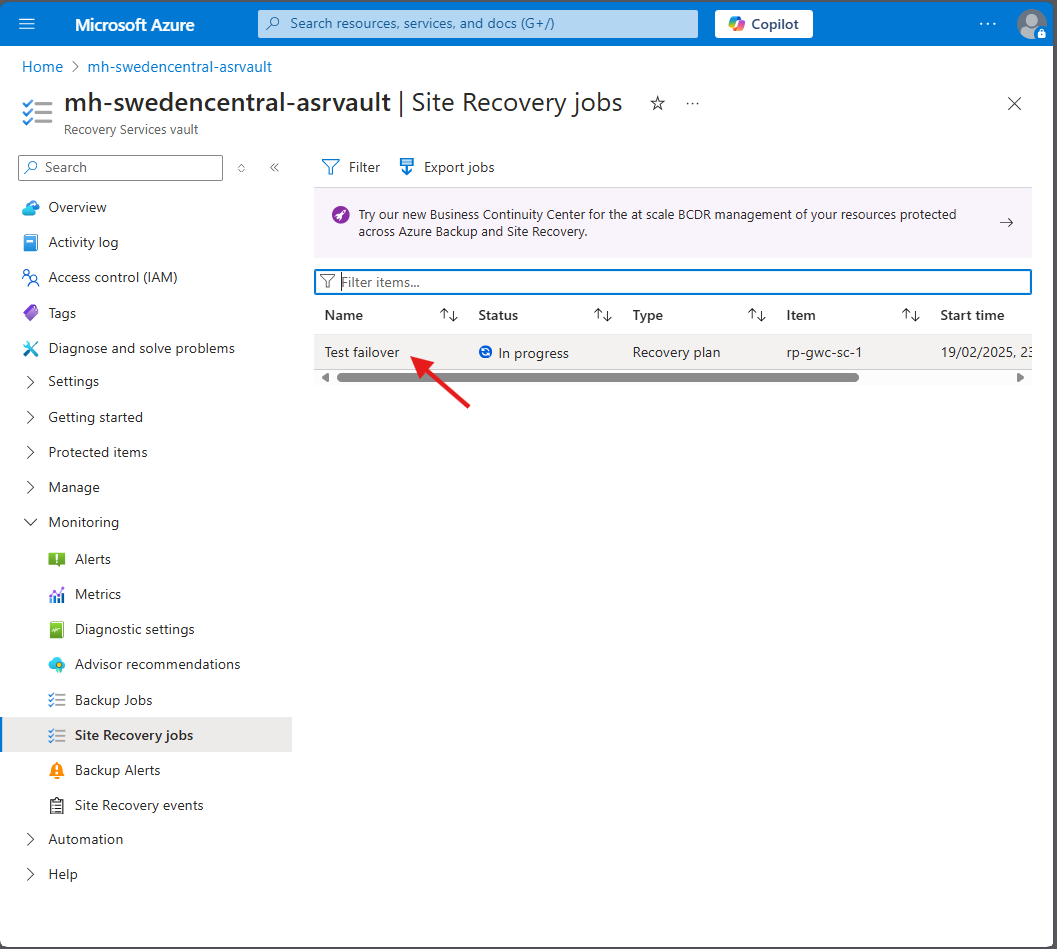 Microsoft Azure
Search resources, services, and docs (G+/)
Copilot
Home > mh-swedencentral-asrvault
mh-swedencentral-asrvault | Site Recovery jobs
Recovery Services vault
Search
Filter
Export jobs
Overview
Activity log
Access control (IAM)
Tags
Diagnose and solve problems
Settings
Getting started
Protected items
Manage
Monitoring
Alerts
Metrics
Diagnostic settings
Advisor recommendations
Backup Jobs
Site Recovery jobs
Backup Alerts
Site Recovery events
Automation
Help
Try our new Business Continuity Center for the at scale BCDR management of your resources protected
across Azure Backup and Site Recovery.
Filter items...
Name Status Type Item Start time
Test failover In progress Recovery plan rp-gwc-sc-1 19/02/2025, 23